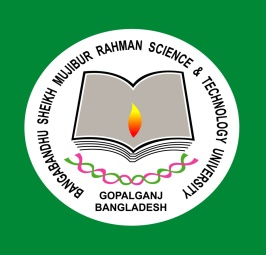 BANGABANDHU SHEIKH MUJIBUR RAHMAN SCIENCE & TECHNOLOGY UNIVERSITY
GOPALGANJ
BANGLADESH